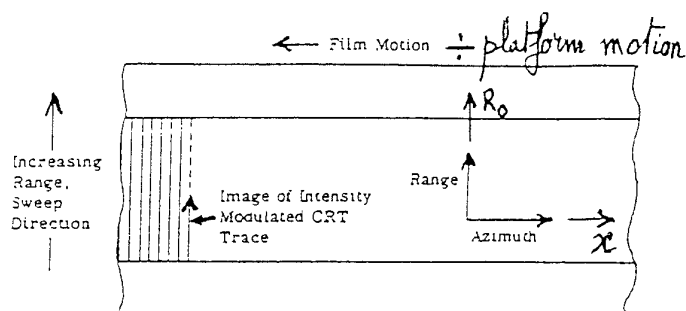 ← Film Motion ÷ platform motion
R₀
Increasing
Range,
Sweep
Direction
Image of Intensity
Modulated CRT
Trace
Range
Azimuth
x